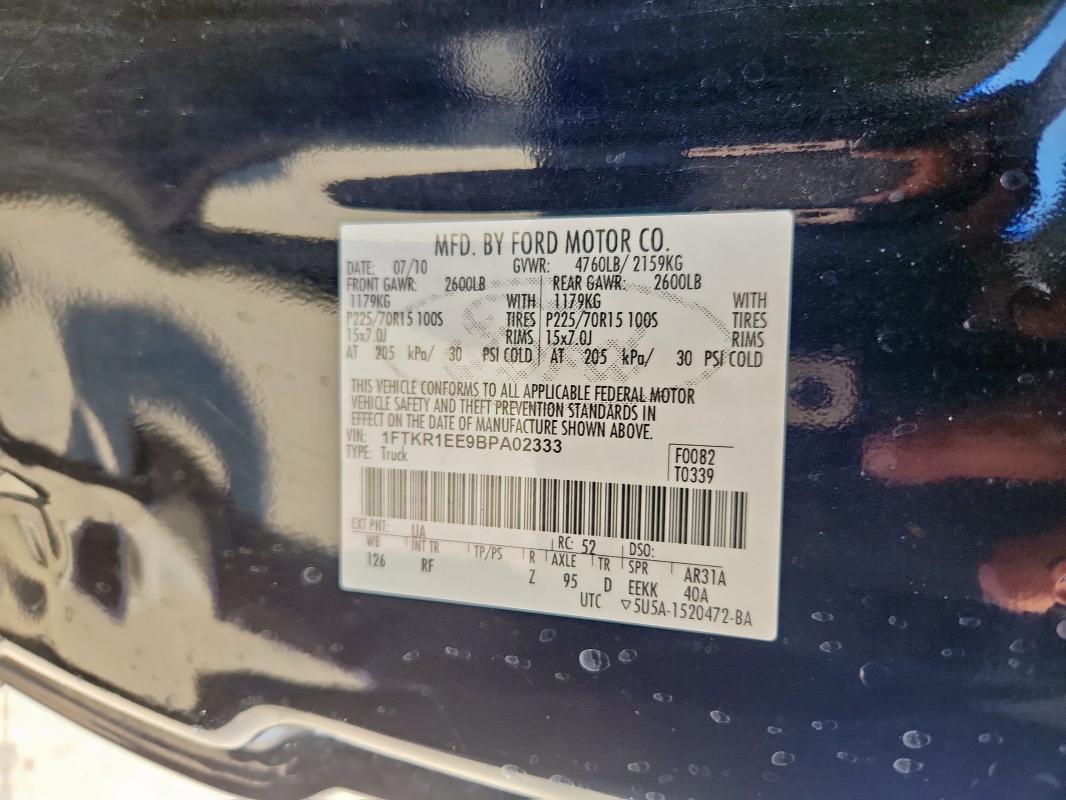 MFD. BY FORD MOTOR CO.
DATE: 07/10 GVWR: 4760LB/ 2159KG
FRONT GAWR: 2600LB REAR GAWR: 2600LB
1179KG WITH 1179KG WITH
P225/70R15 100S TIRES P225/70R15 100S TIRES
15x7.0J RIMS 15x7.0J RIMS
AT 205 kPa/ 30 PSI COLD AT 205 kPa/ 30 PSI COLD
THIS VEHICLE CONFORMS TO ALL APPLICABLE FEDERAL MOTOR
VEHICLE SAFETY AND THEFT PREVENTION STANDARDS IN
EFFECT ON THE DATE OF MANUFACTURE SHOWN ABOVE.
VIN: 1FTKR1EE9BPA02333
TYPE: Truck
F0082
T0339
EXT PNT: UA RC: 52 DSO:
WB INT TR TP/PS R AXLE TR SPR AR31A
126 RF Z 95 D EEKK 40A
UTC ▽5U5A-1520472-BA